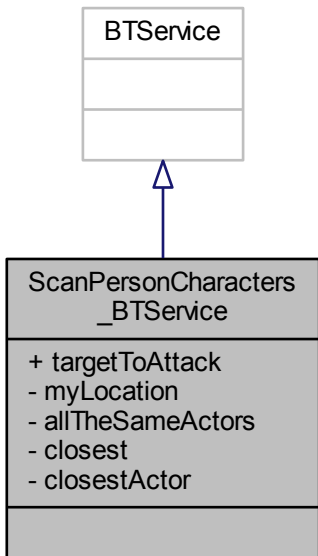 BTService
ScanPersonCharacters
_BTService
+ targetToAttack
- myLocation
- allTheSameActors
- closest
- closestActor